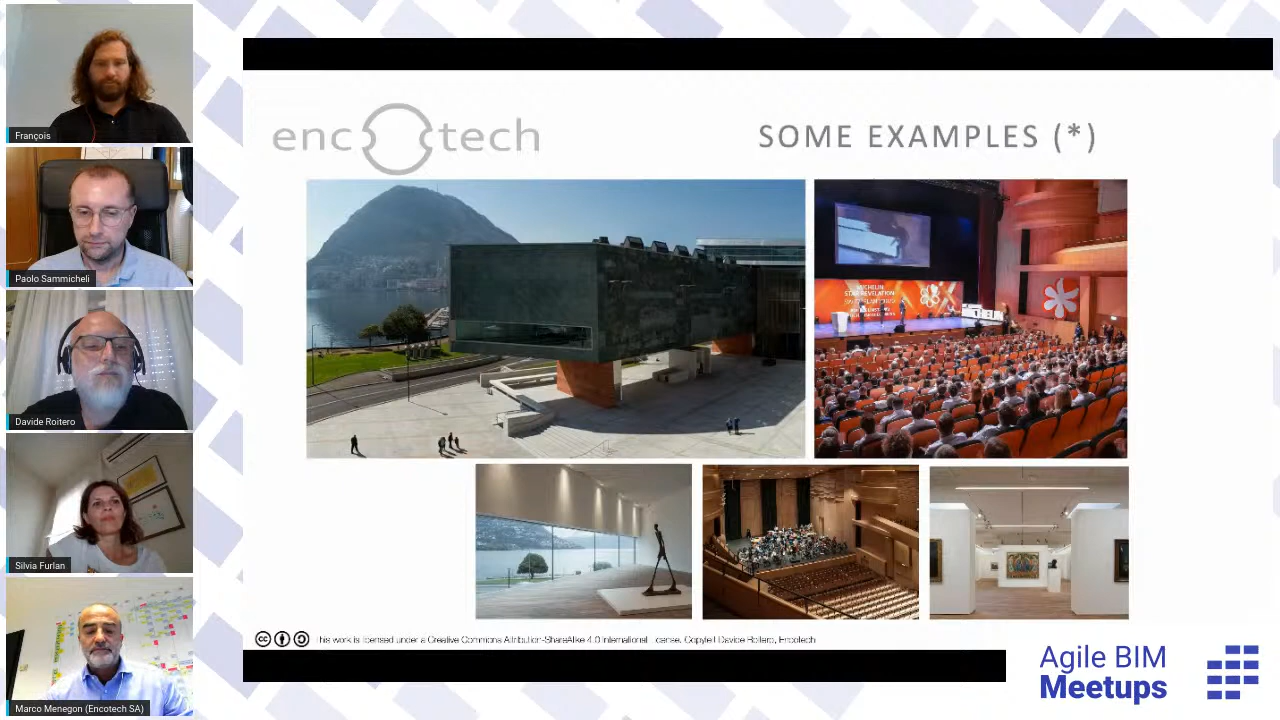 François
Paolo Sammicheli
Davide Roitero
Silvia Furlan
Marco Menegon (Encotech SA)
encotech
SOME EXAMPLES (*)
MICHELIN
This work is licensed under a Creative Commons Attribution-ShareAlike 4.0 International License. Copyleft Davide Roitero, Encotech
Agile BIM
Meetups